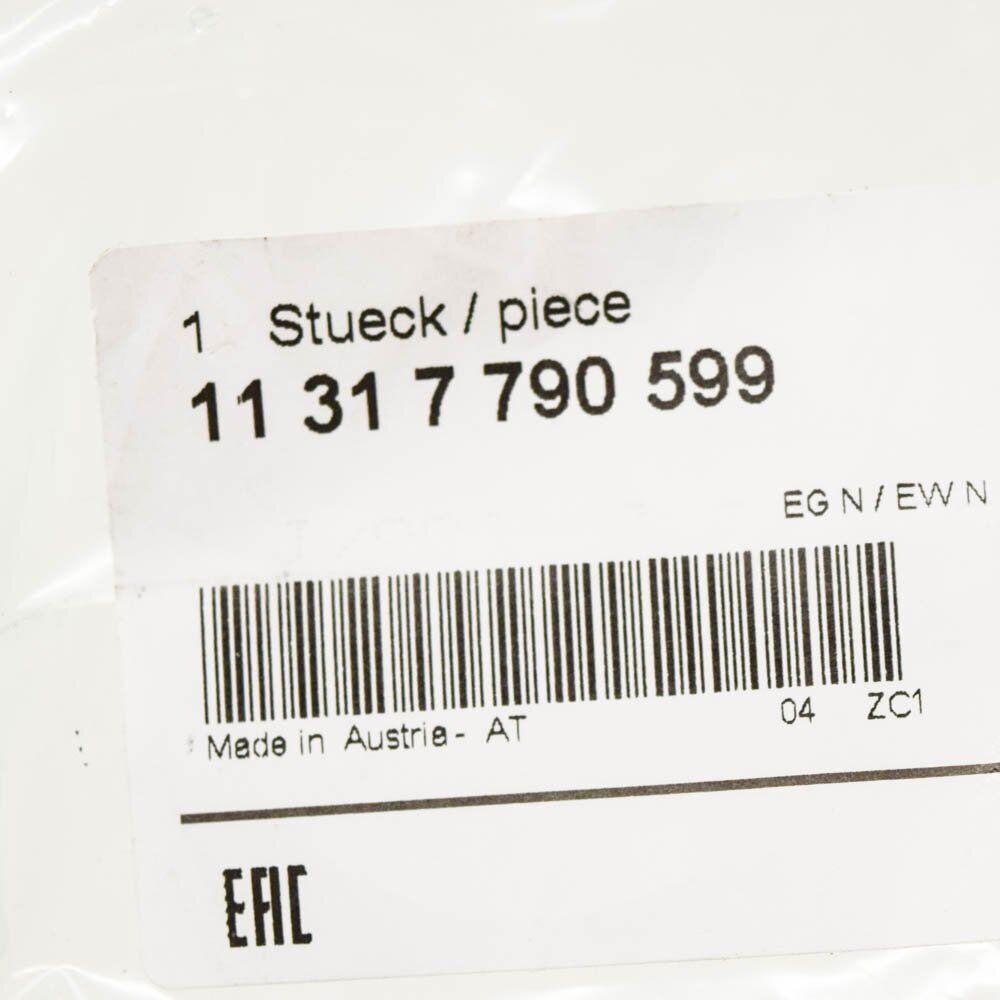 1 Stueck / piece
11 31 7 790 599
EG N / EW N
Made in Austria - AT 04 ZC1
EAC